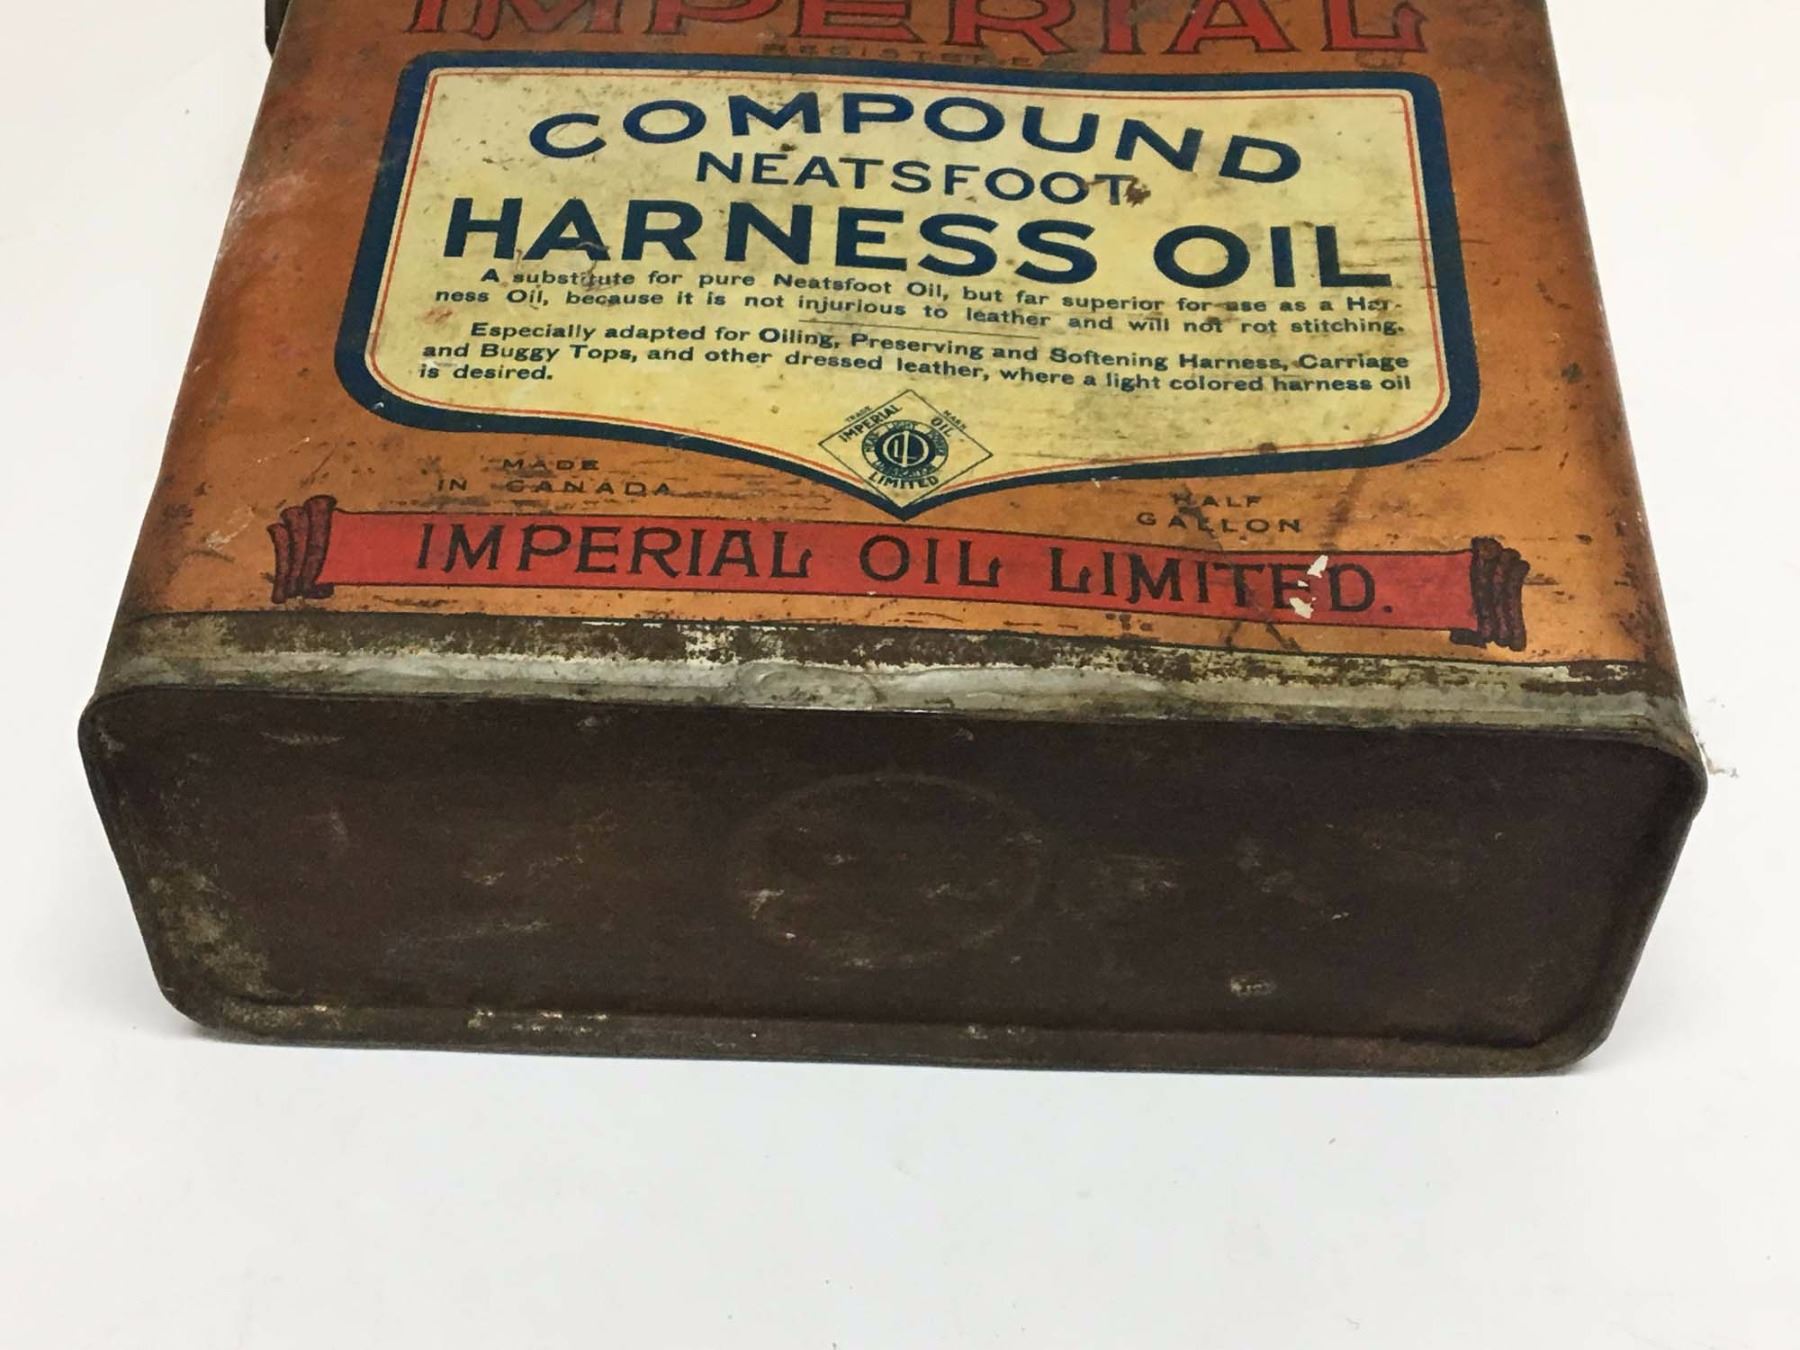 IMPERIAL
REGISTERE
COMPOUND
NEATSFOOT
HARNESS OIL
A substitute for pure Neatsfoot Oil, but far superior for use as a Har-
ness Oil, because it is not injurious to leather and will not rot stitching.
Especially adapted for Oiling, Preserving and Softening Harness, Carriage
and Buggy Tops, and other dressed leather, where a light colored harness oil
is desired.
TRADE MARK
IMPERIAL OIL
LIMITED
MADE
IN CANADA
HALF
GALLON
IMPERIAL OIL LIMITED.